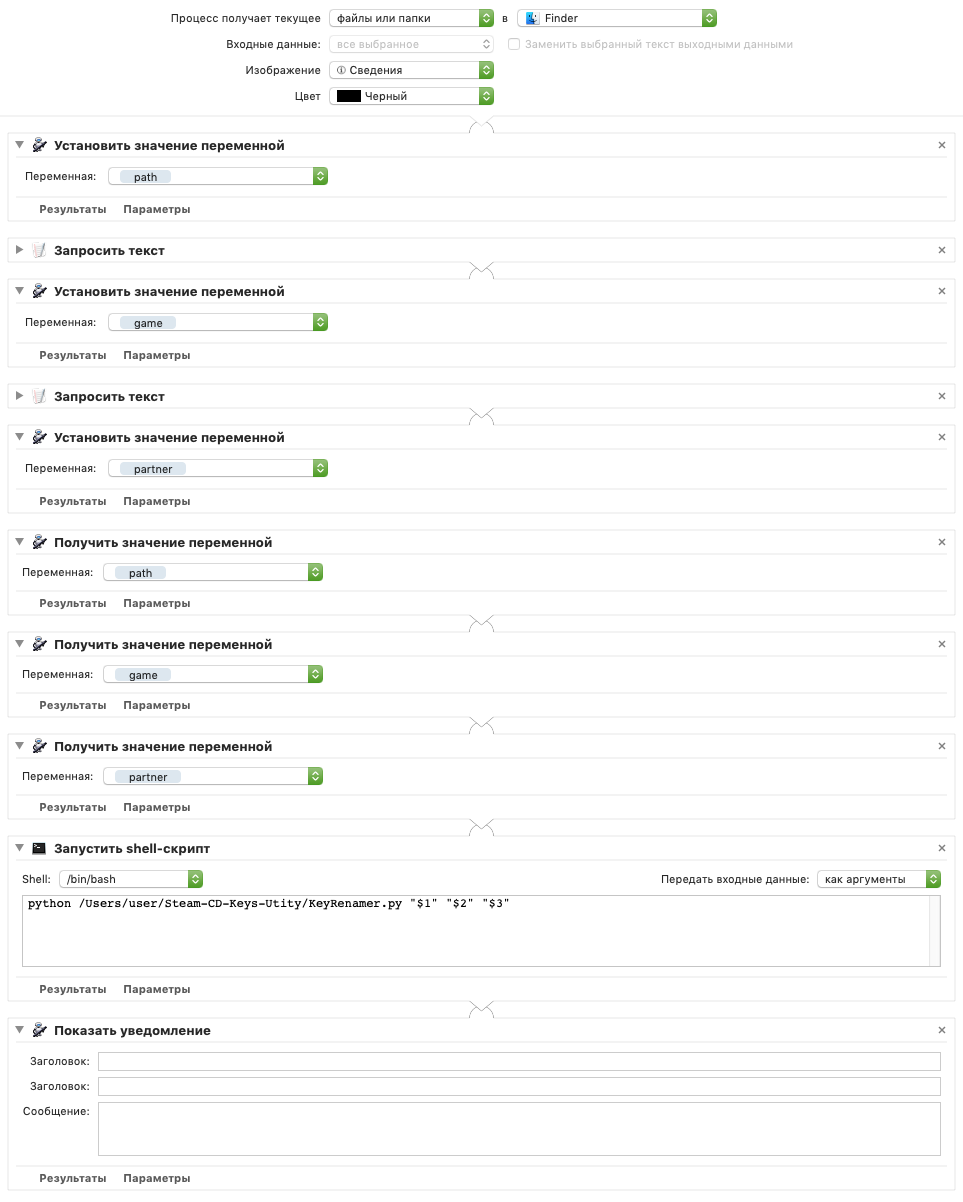 Процесс получает текущее файлы или папки в Finder
Входные данные: все выбранное Заменить выбранный текст выходными данными
Изображение Сведения
Цвет Черный
Установить значение переменной
Переменная: path
Результаты Параметры
Запросить текст
Установить значение переменной
Переменная: game
Результаты Параметры
Запросить текст
Установить значение переменной
Переменная: partner
Результаты Параметры
Получить значение переменной
Переменная: path
Результаты Параметры
Получить значение переменной
Переменная: game
Результаты Параметры
Получить значение переменной
Переменная: partner
Результаты Параметры
Запустить shell-скрипт
Shell: /bin/bash Передать входные данные: как аргументы
python /Users/user/Steam-CD-Keys-Utity/KeyRenamer.py "$1" "$2" "$3"
Результаты Параметры
Показать уведомление
Заголовок:
Заголовок:
Сообщение:
Результаты Параметры